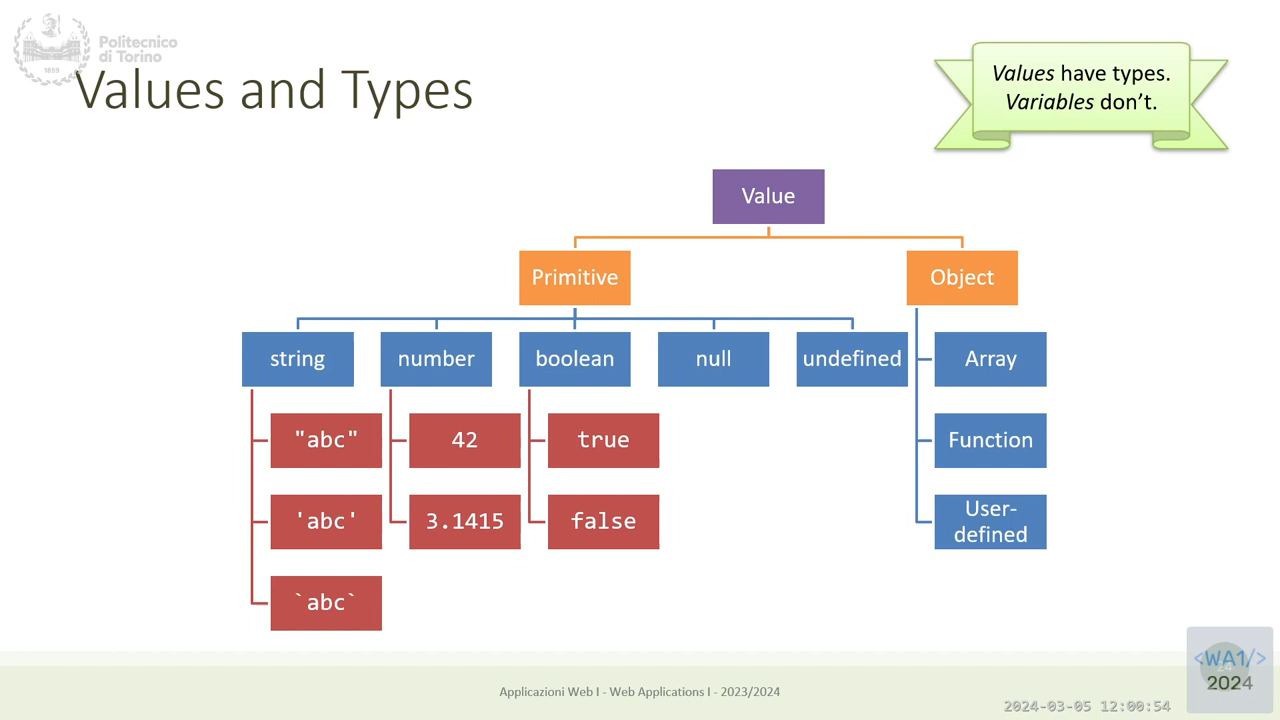 Politecnico
di Torino
1859
Values and Types
Values have types.
Variables don't.
Value
Primitive
Object
string
number
boolean
null
undefined
Array
"abc"
42
true
Function
'abc'
3.1415
false
User-
defined
`abc`
<WA1/>
2024
Applicazioni Web I - Web Applications I - 2023/2024
2024-03-05 12:00:54